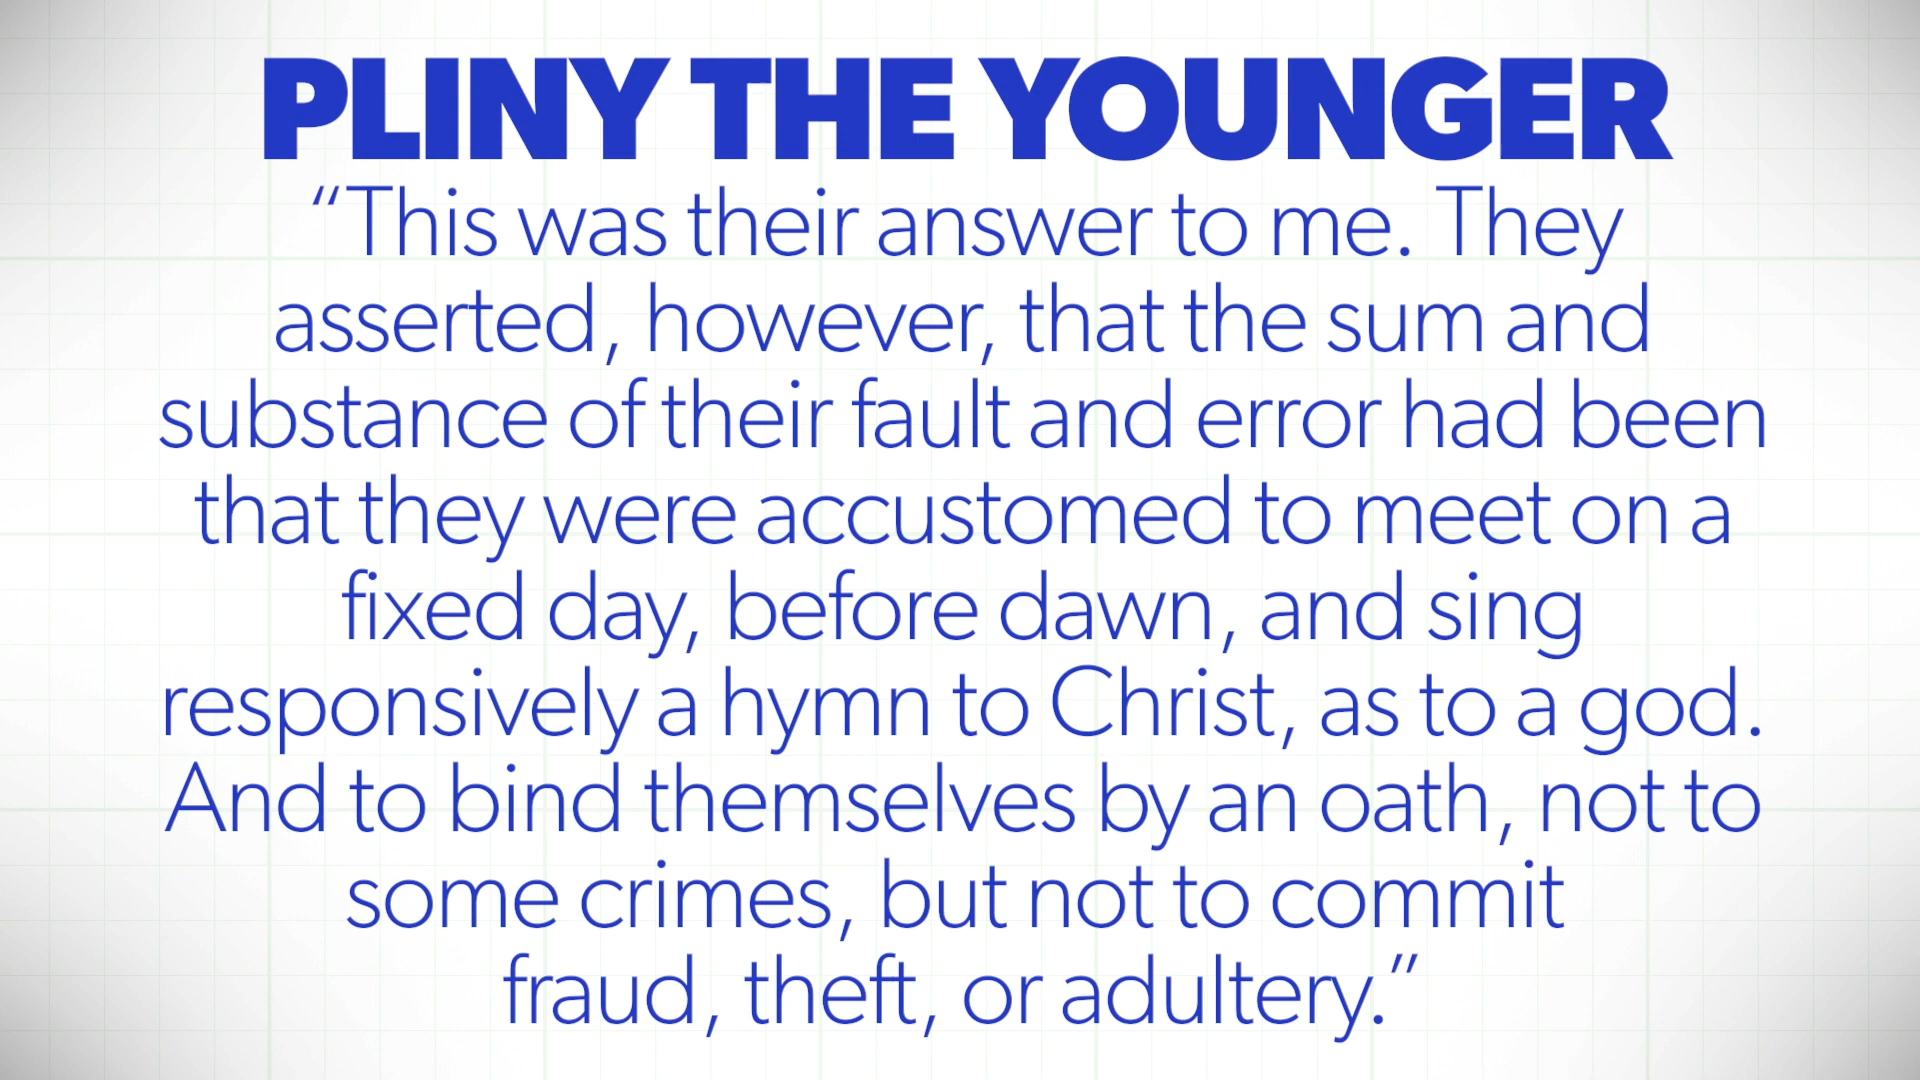 PLINY THE YOUNGER
“This was their answer to me. They
asserted, however, that the sum and
substance of their fault and error had been
that they were accustomed to meet on a
fixed day, before dawn, and sing
responsively a hymn to Christ, as to a god.
And to bind themselves by an oath, not to
some crimes, but not to commit
fraud, theft, or adultery.”